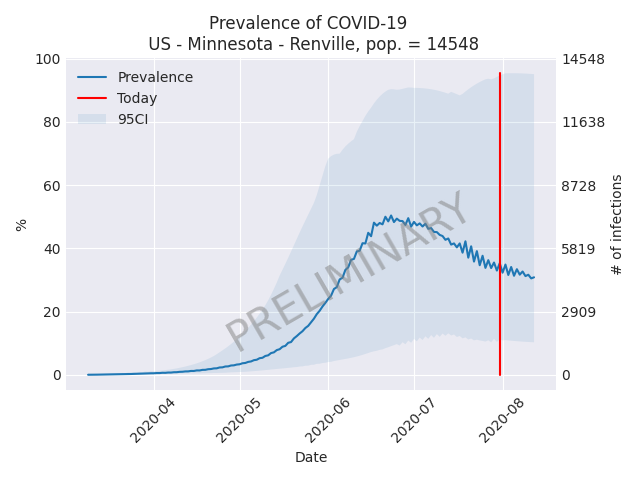 Prevalence of COVID-19
US - Minnesota - Renville, pop. = 14548
Prevalence
Today
95CI
PRELIMINARY
100
80
60
40
20
0
%
14548
11638
8728
5819
2909
0
# of infections
2020-04
2020-05
2020-06
2020-07
2020-08
Date